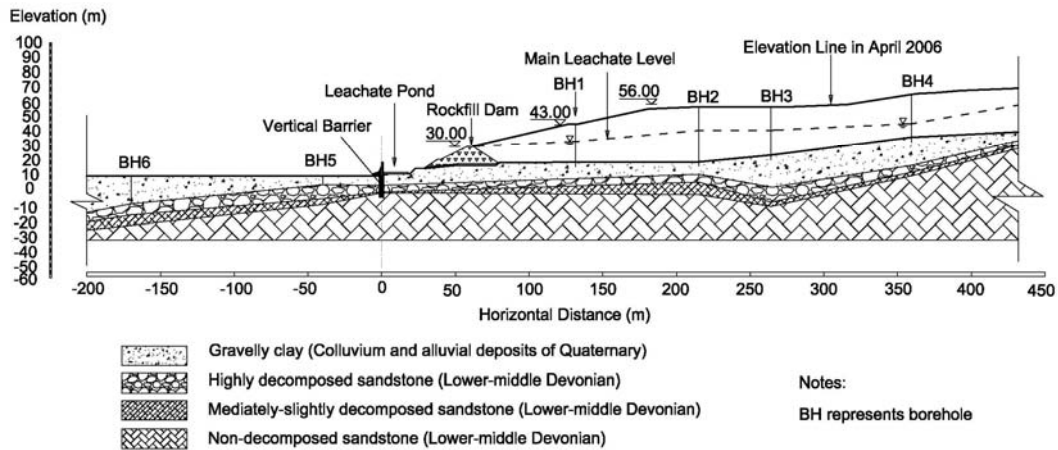 Elevation (m)
100
90
80
70
60
50
40
30
20
10
0
-10
-20
-30
-40
-50
-60
Elevation Line in April 2006
Main Leachate Level
Leachate Pond
Rockfill Dam
Vertical Barrier
BH1
BH2
BH3
BH4
BH5
BH6
30.00
43.00
56.00
-200
-150
-100
-50
0
50
100
150
200
250
300
350
400
450
Horizontal Distance (m)
Gravelly clay (Colluvium and alluvial deposits of Quaternary)
Highly decomposed sandstone (Lower-middle Devonian)
Mediately-slightly decomposed sandstone (Lower-middle Devonian)
Non-decomposed sandstone (Lower-middle Devonian)
Notes:
BH represents borehole